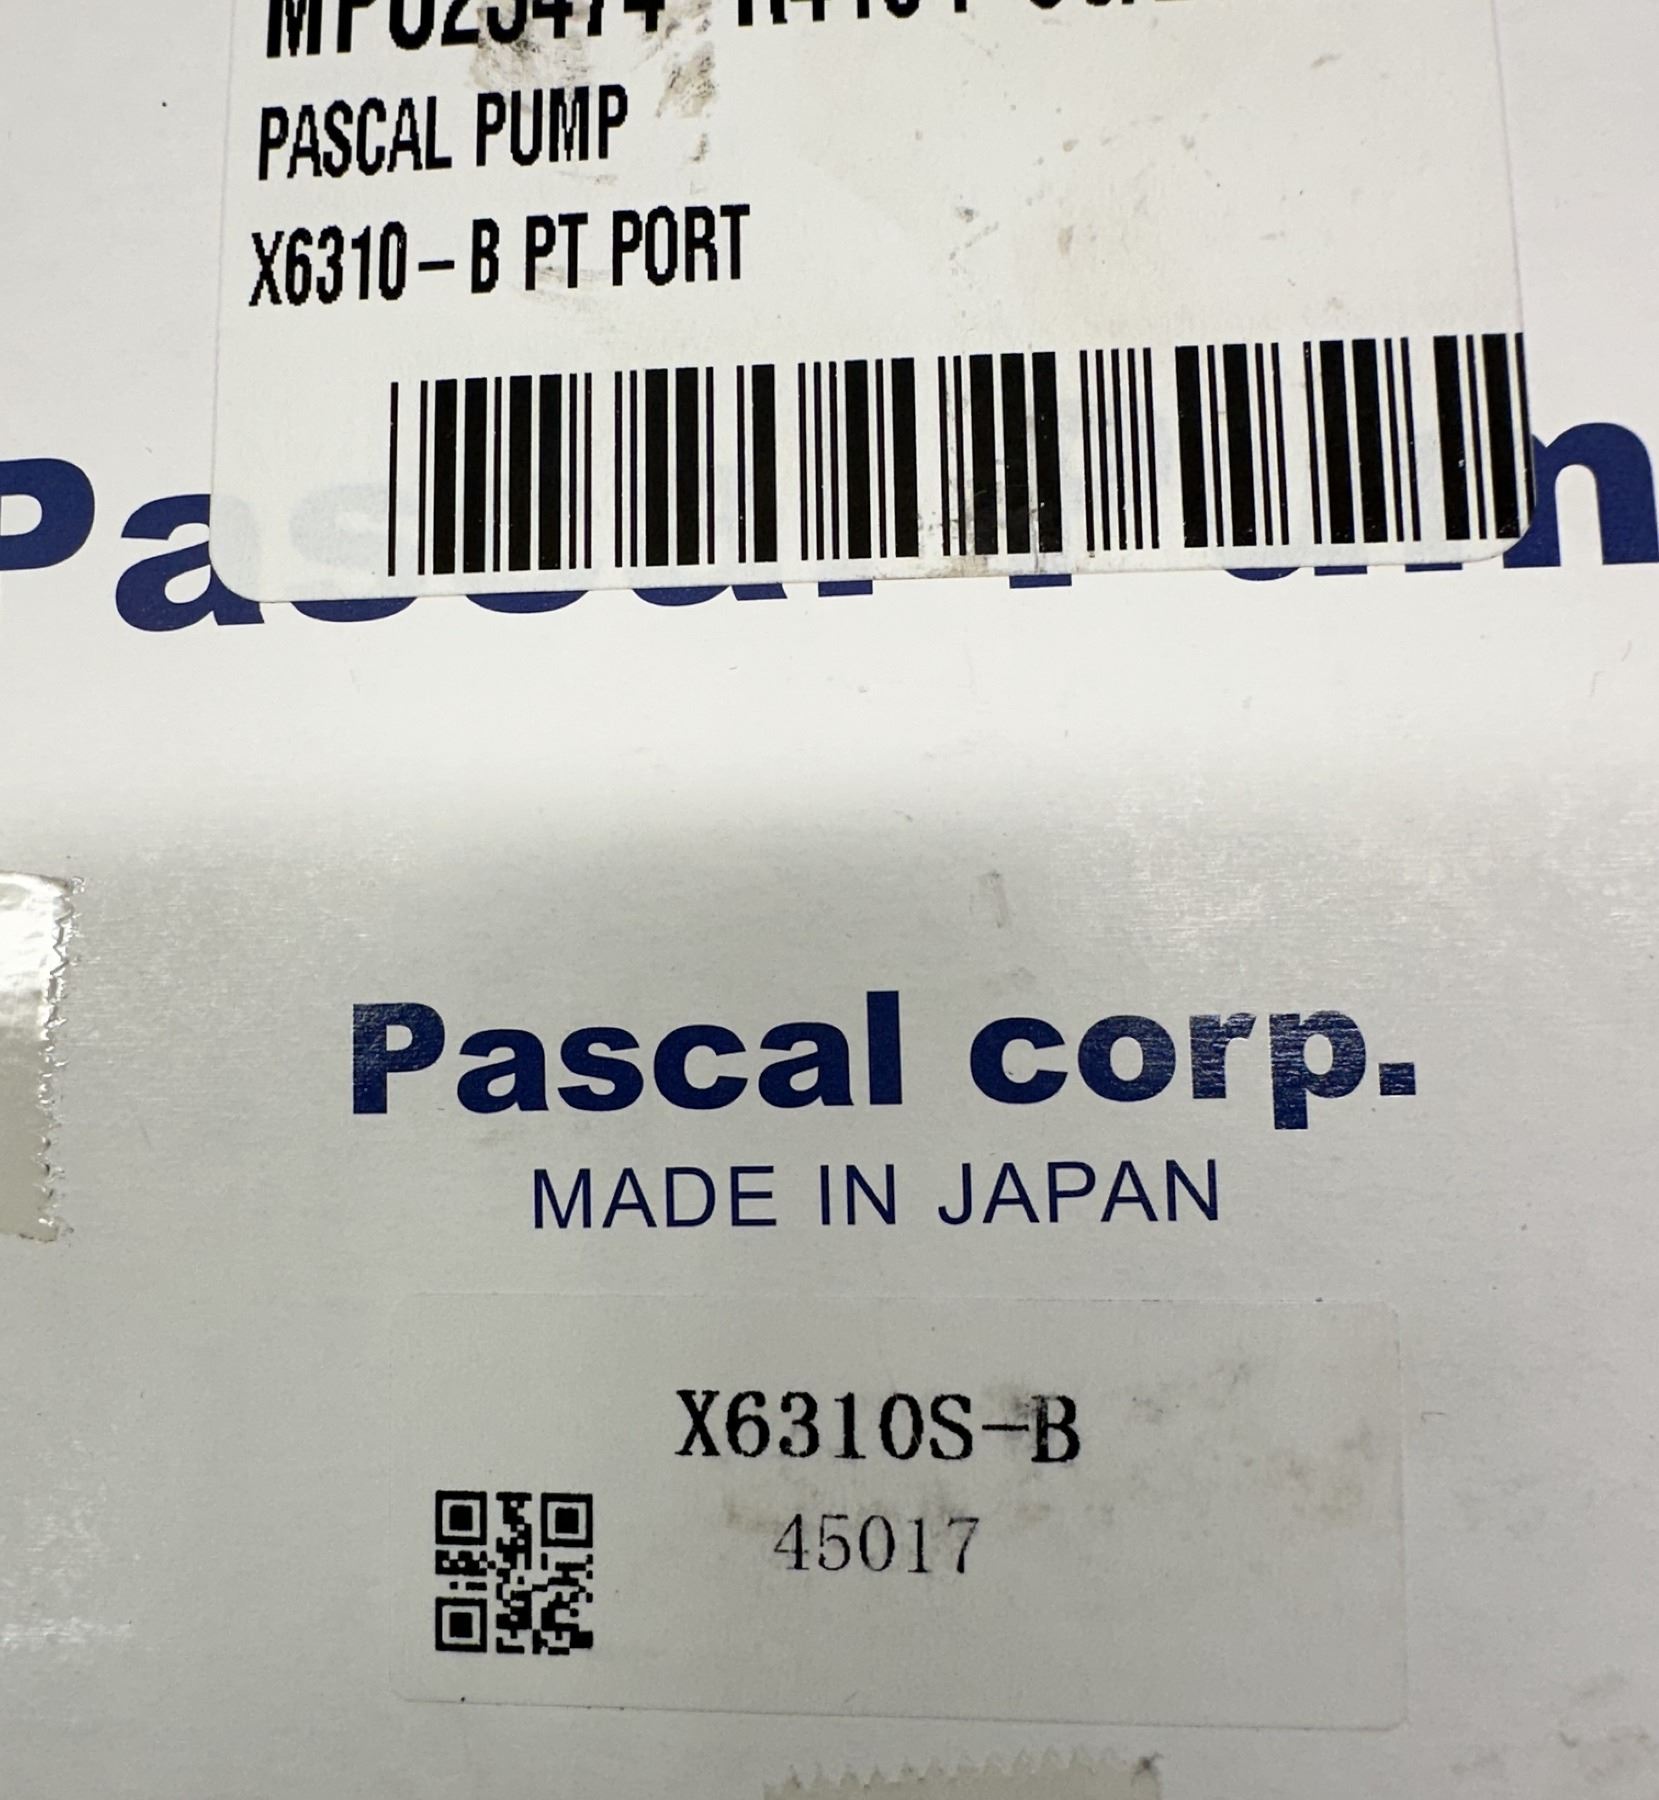 PASCAL PUMP
X6310-B PT PORT
Pascal corp.
MADE IN JAPAN
X6310S-B
45017